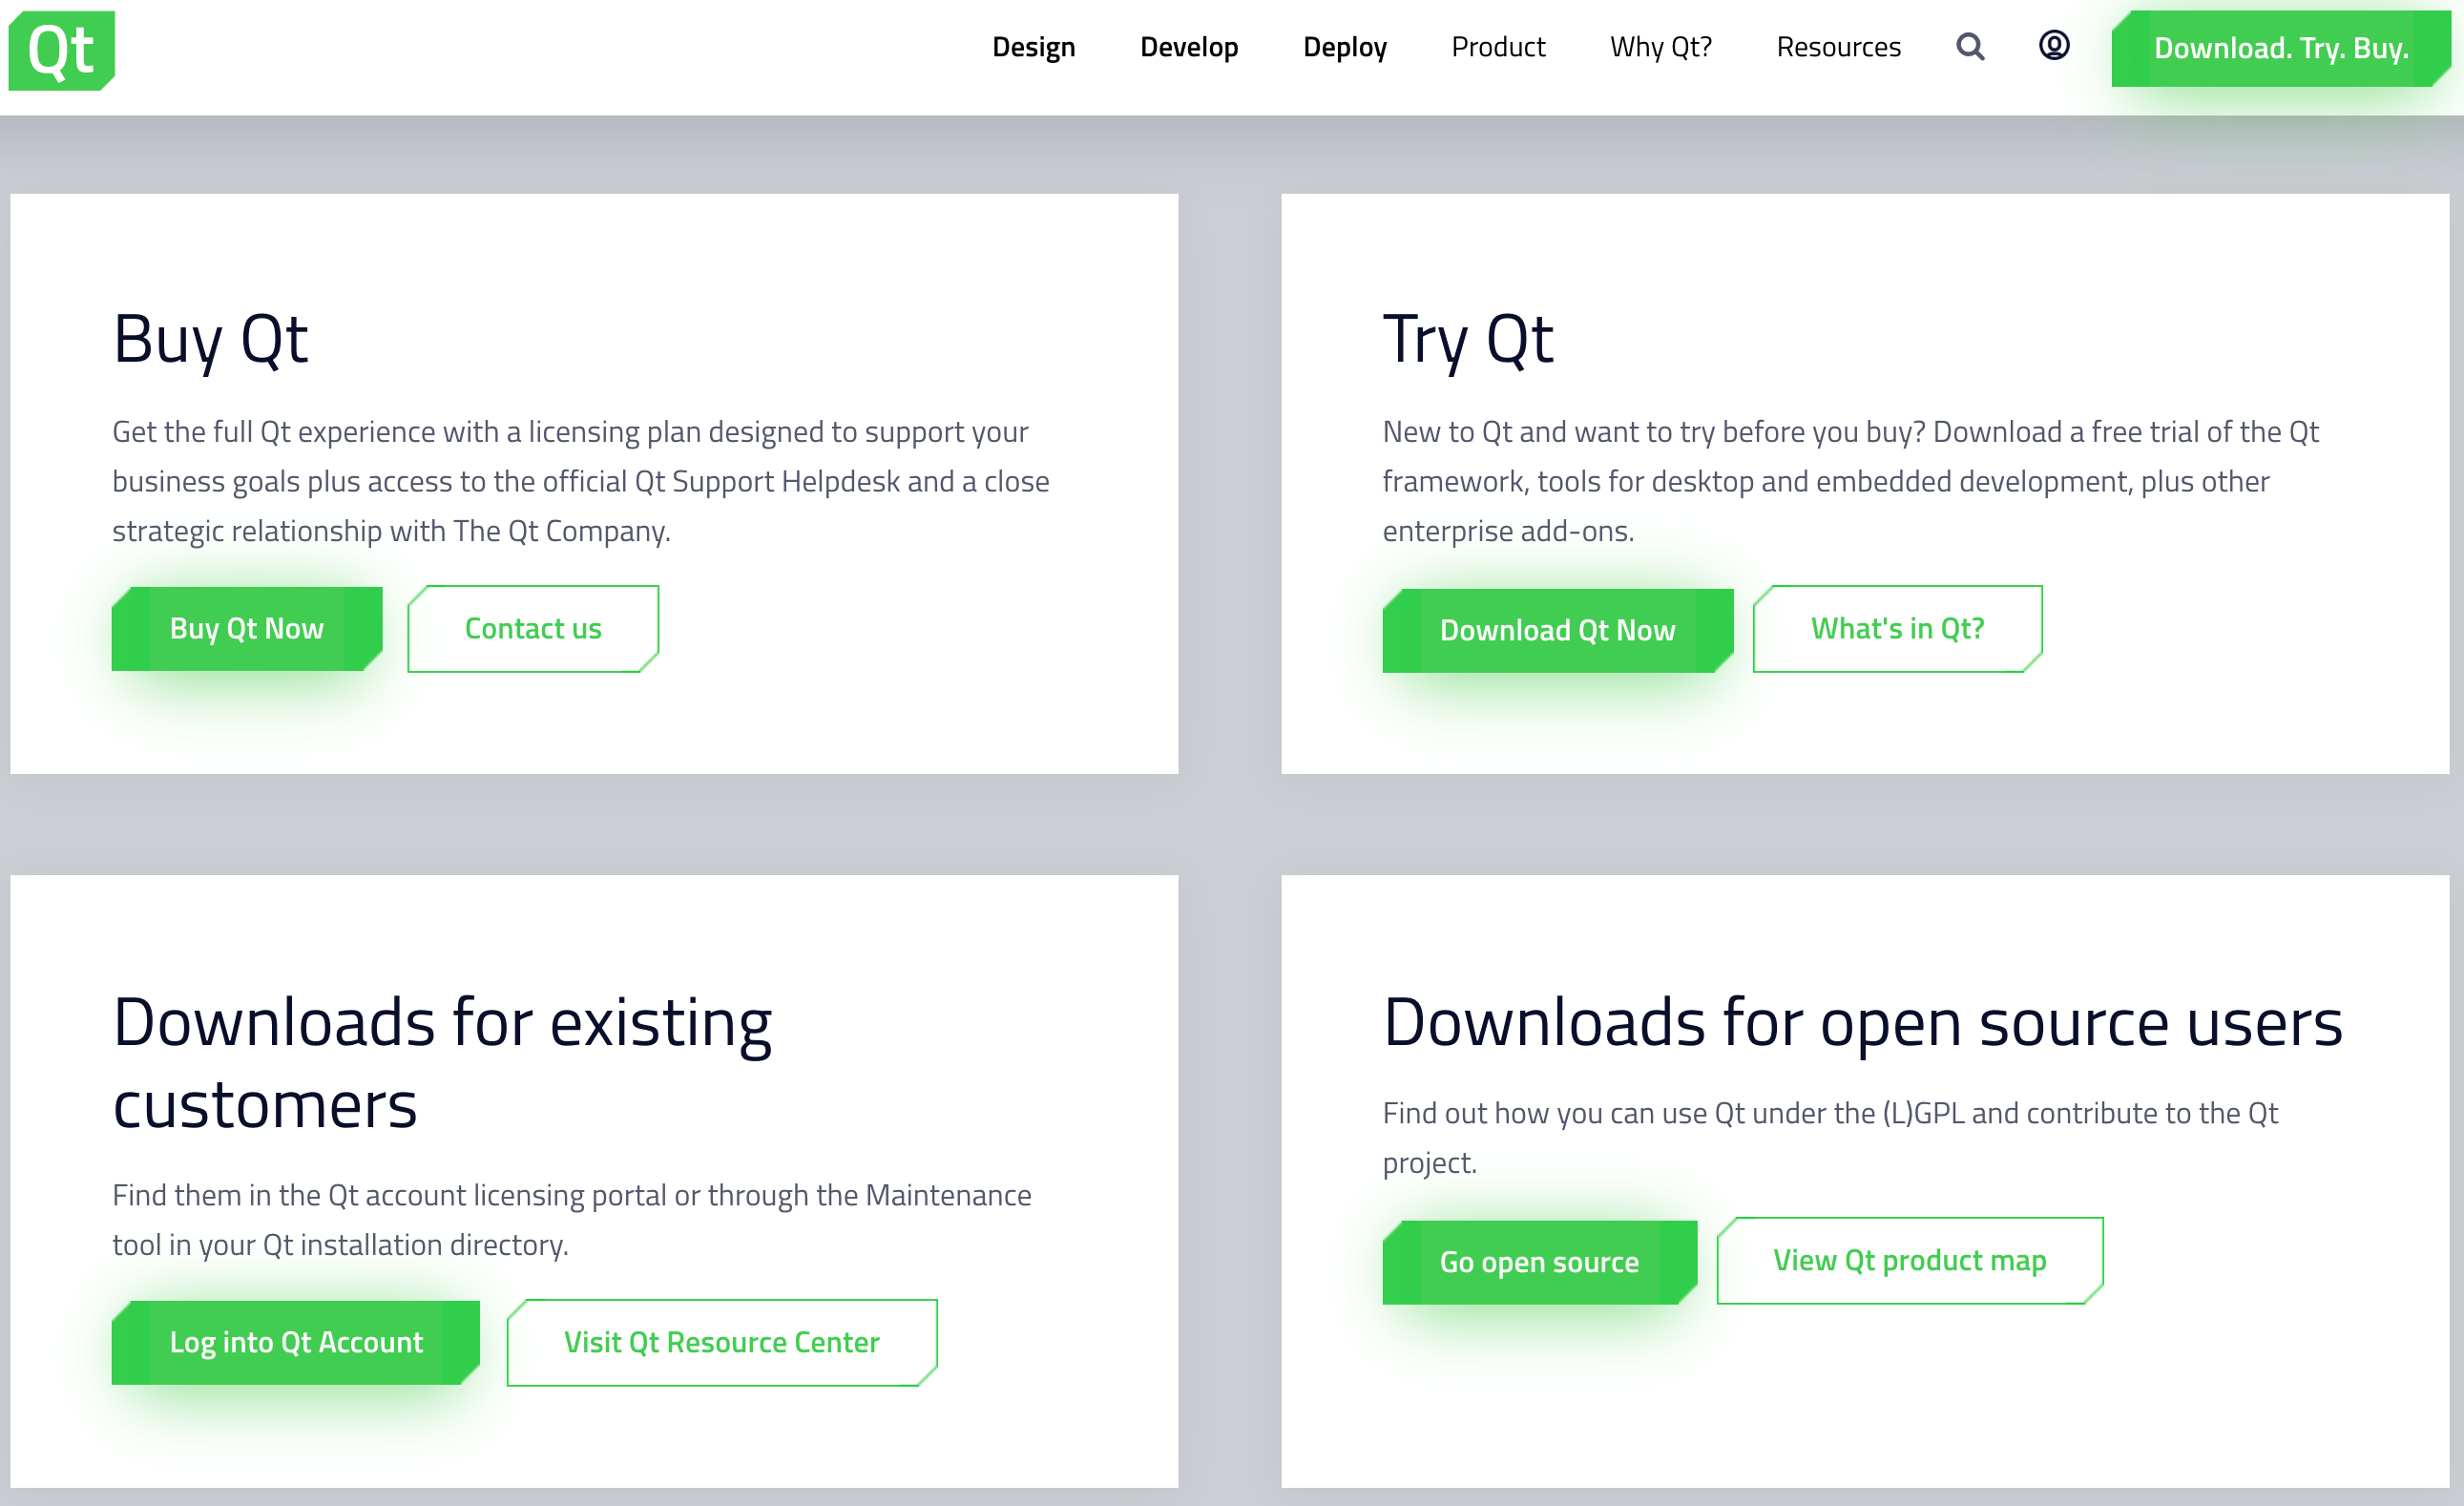 Qt
Design Develop Deploy Product Why Qt? Resources Download. Try. Buy.
Buy Qt
Get the full Qt experience with a licensing plan designed to support your
business goals plus access to the official Qt Support Helpdesk and a close
strategic relationship with The Qt Company.
Buy Qt Now Contact us
Try Qt
New to Qt and want to try before you buy? Download a free trial of the Qt
framework, tools for desktop and embedded development, plus other
enterprise add-ons.
Download Qt Now What's in Qt?
Downloads for existing
customers
Find them in the Qt account licensing portal or through the Maintenance
tool in your Qt installation directory.
Log into Qt Account Visit Qt Resource Center
Downloads for open source users
Find out how you can use Qt under the (L)GPL and contribute to the Qt
project.
Go open source View Qt product map